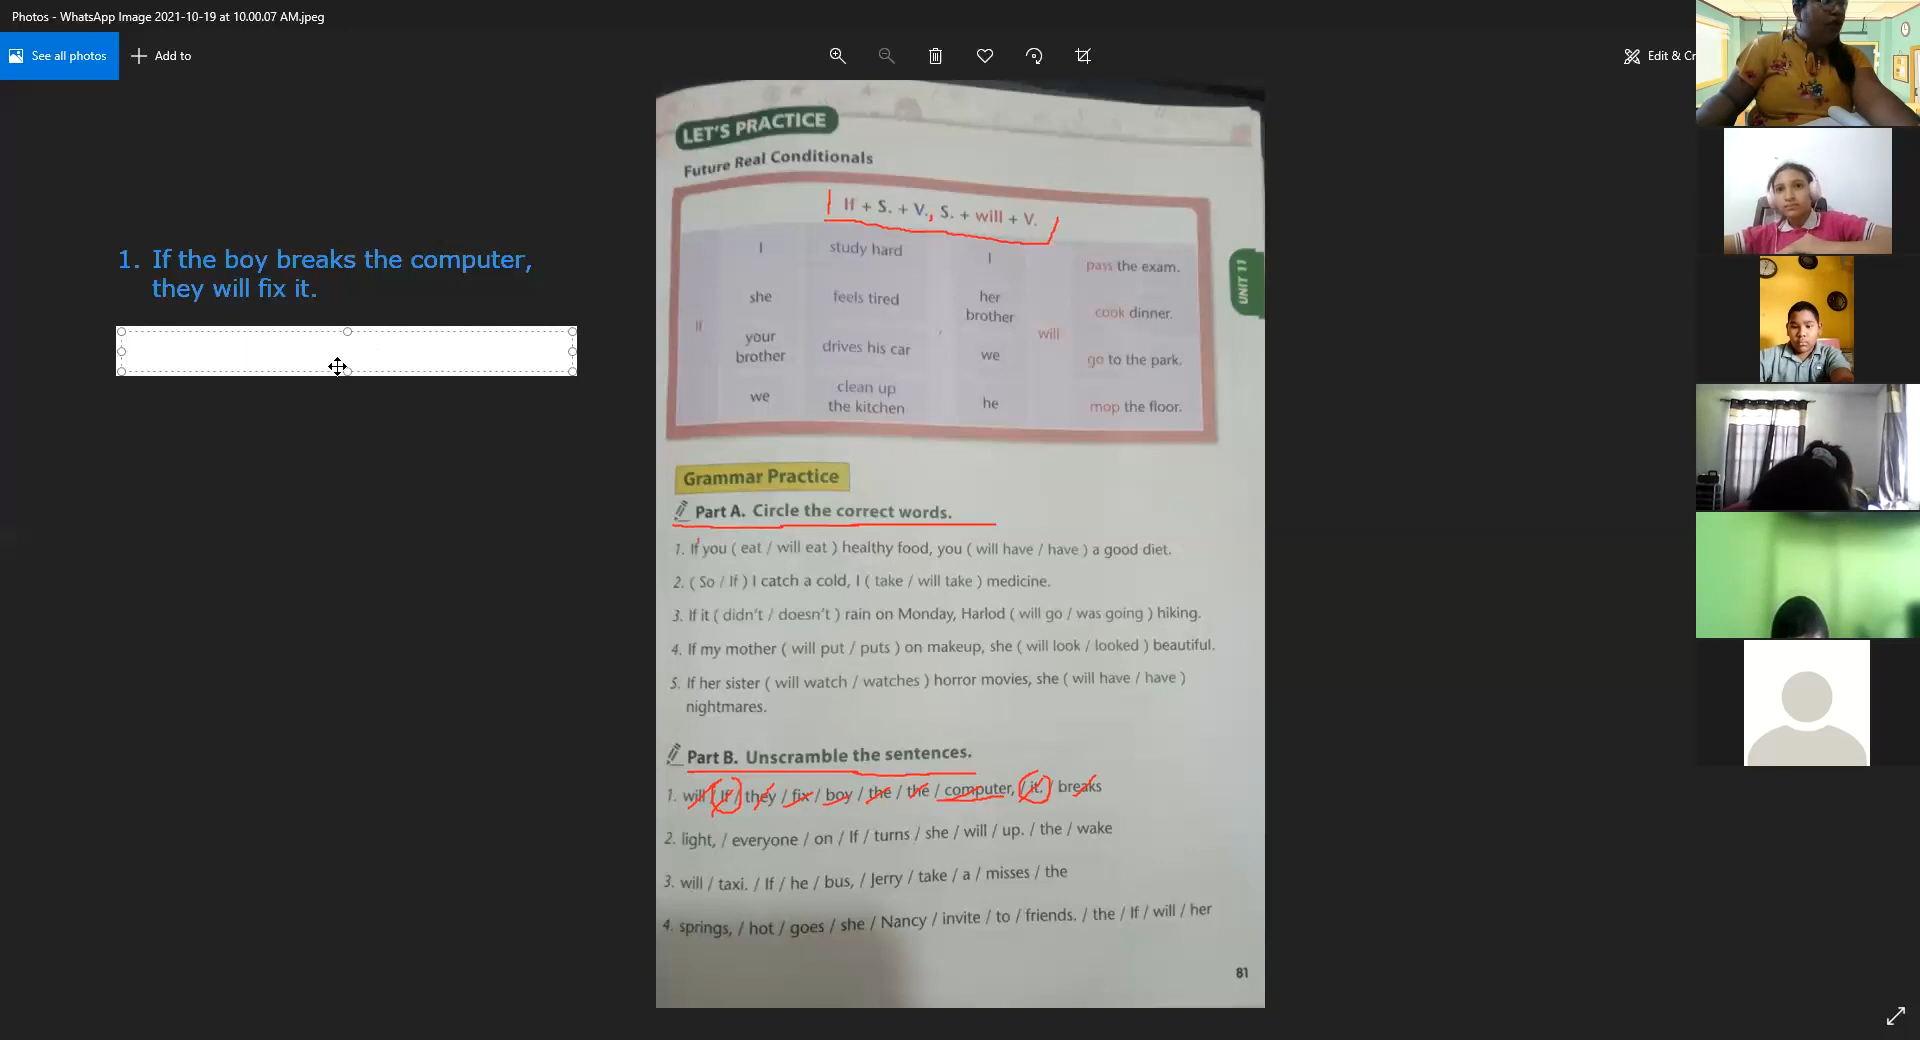 Photos - WhatsApp Image 2021-10-19 at 10.00.07 AM.jpeg
See all photos
Add to
Edit & Cr
1. If the boy breaks the computer,
they will fix it.
LET'S PRACTICE
Future Real Conditionals
If + S. + V., S. + will + V.
I study hard I pass the exam.
she feels tired her brother cook dinner.
If your brother drives his car , we will go to the park.
we clean up the kitchen he mop the floor.
UNIT 11
Grammar Practice
Part A. Circle the correct words.
1. If you ( eat / will eat ) healthy food, you ( will have / have ) a good diet.
2. ( So / If ) I catch a cold, I ( take / will take ) medicine.
3. If it ( didn't / doesn't ) rain on Monday, Harlod ( will go / was going ) hiking.
4. If my mother ( will put / puts ) on makeup, she ( will look / looked ) beautiful.
5. If her sister ( will watch / watches ) horror movies, she ( will have / have )
nightmares.
Part B. Unscramble the sentences.
1. will / If / they / fix / boy / the / the / computer, / it. / breaks
2. light, / everyone / on / If / turns / she / will / up. / the / wake
3. will / taxi. / If / he / bus, / Jerry / take / a / misses / the
4. springs, / hot / goes / she / Nancy / invite / to / friends. / the / If / will / her
81